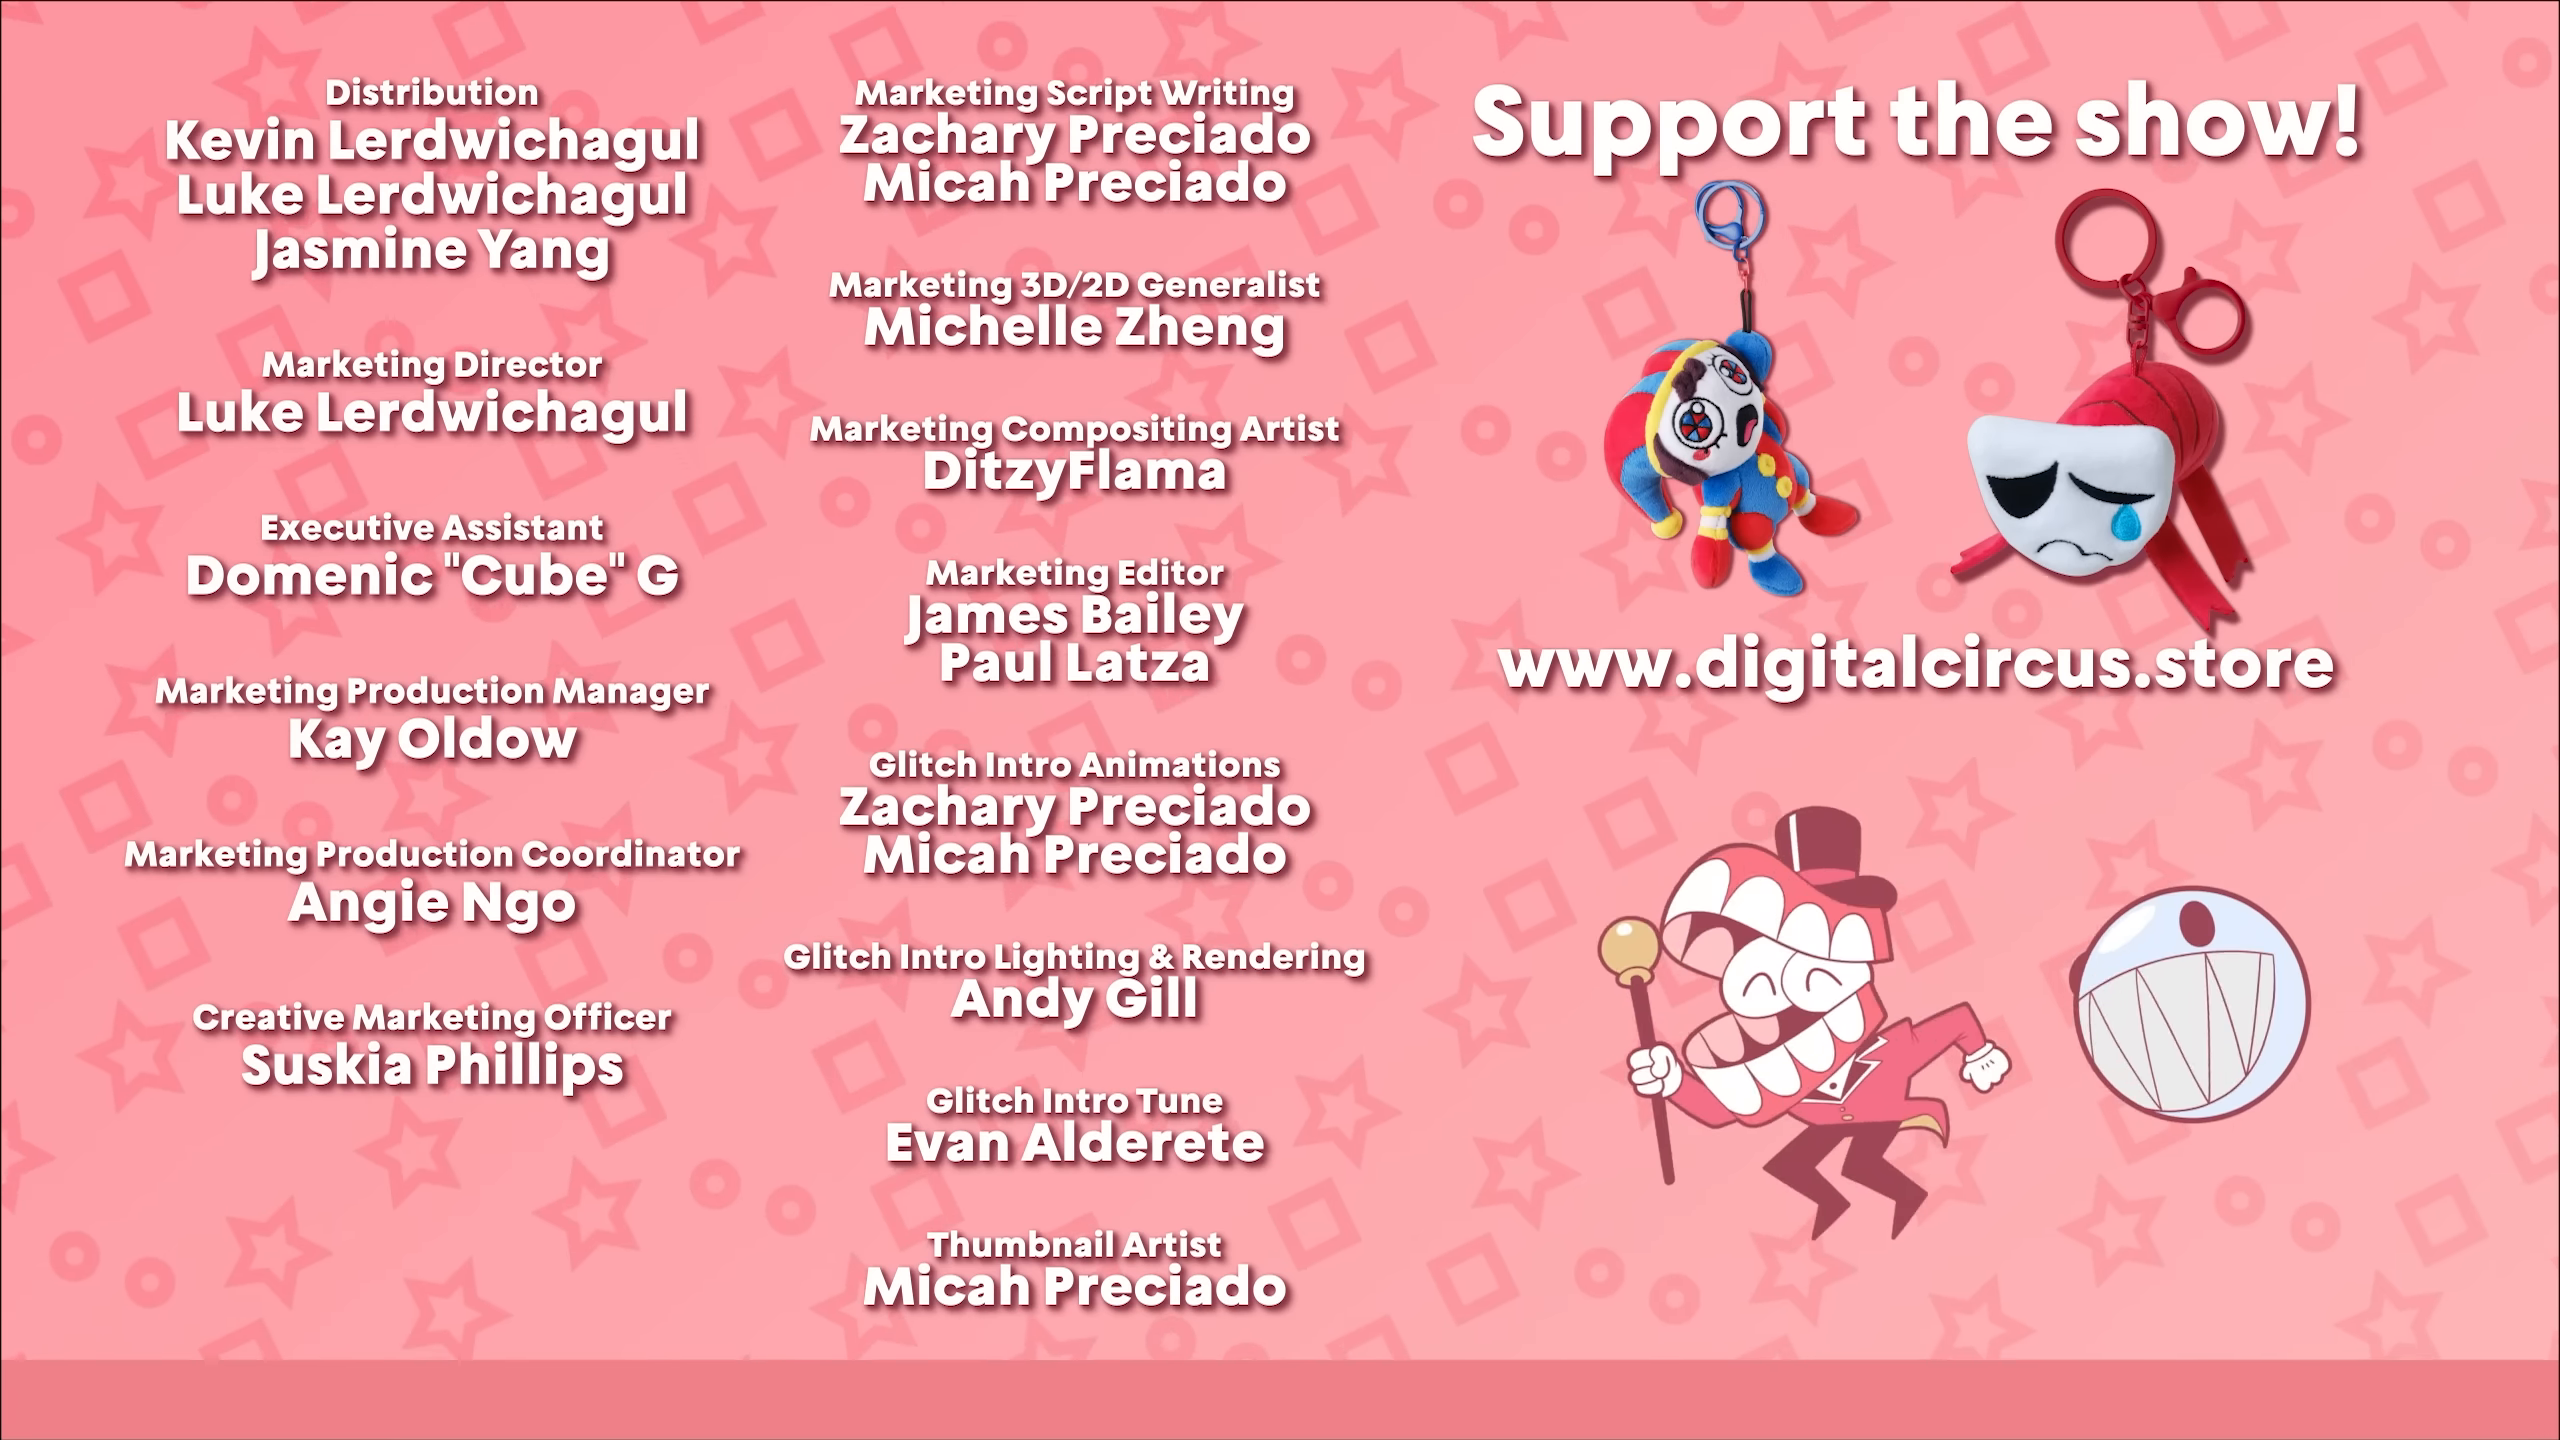 Distribution
Kevin Lerdwichagul
Luke Lerdwichagul
Jasmine Yang
Marketing Director
Luke Lerdwichagul
Executive Assistant
Domenic "Cube" G
Marketing Production Manager
Kay Oldow
Marketing Production Coordinator
Angie Ngo
Creative Marketing Officer
Suskia Phillips
Marketing Script Writing
Zachary Preciado
Micah Preciado
Marketing 3D/2D Generalist
Michelle Zheng
Marketing Compositing Artist
DitzyFlama
Marketing Editor
James Bailey
Paul Latza
Glitch Intro Animations
Zachary Preciado
Micah Preciado
Glitch Intro Lighting & Rendering
Andy Gill
Glitch Intro Tune
Evan Alderete
Thumbnail Artist
Micah Preciado
Support the show!
www.digitalcircus.store